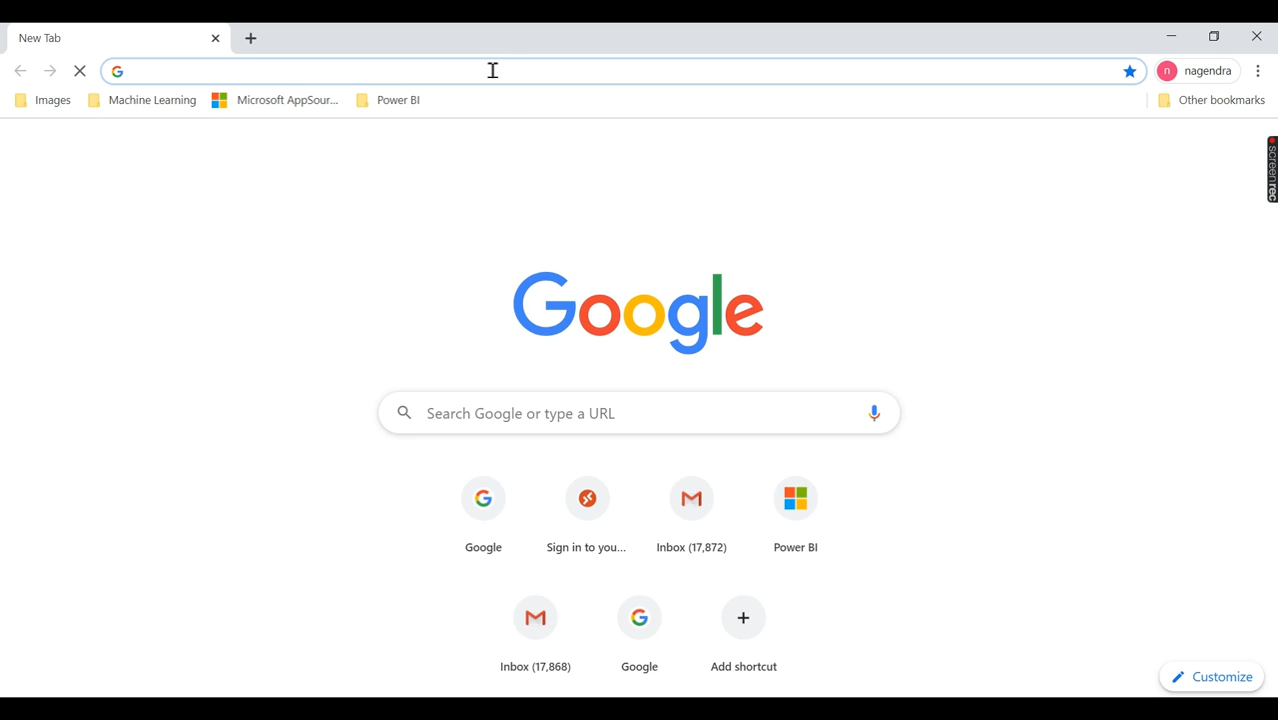 New Tab
n nagendra
Images Machine Learning Microsoft AppSour... Power BI Other bookmarks
screenrec
Google
Search Google or type a URL
Google Sign in to you... Inbox (17,872) Power BI
Inbox (17,868) Google Add shortcut
Customize